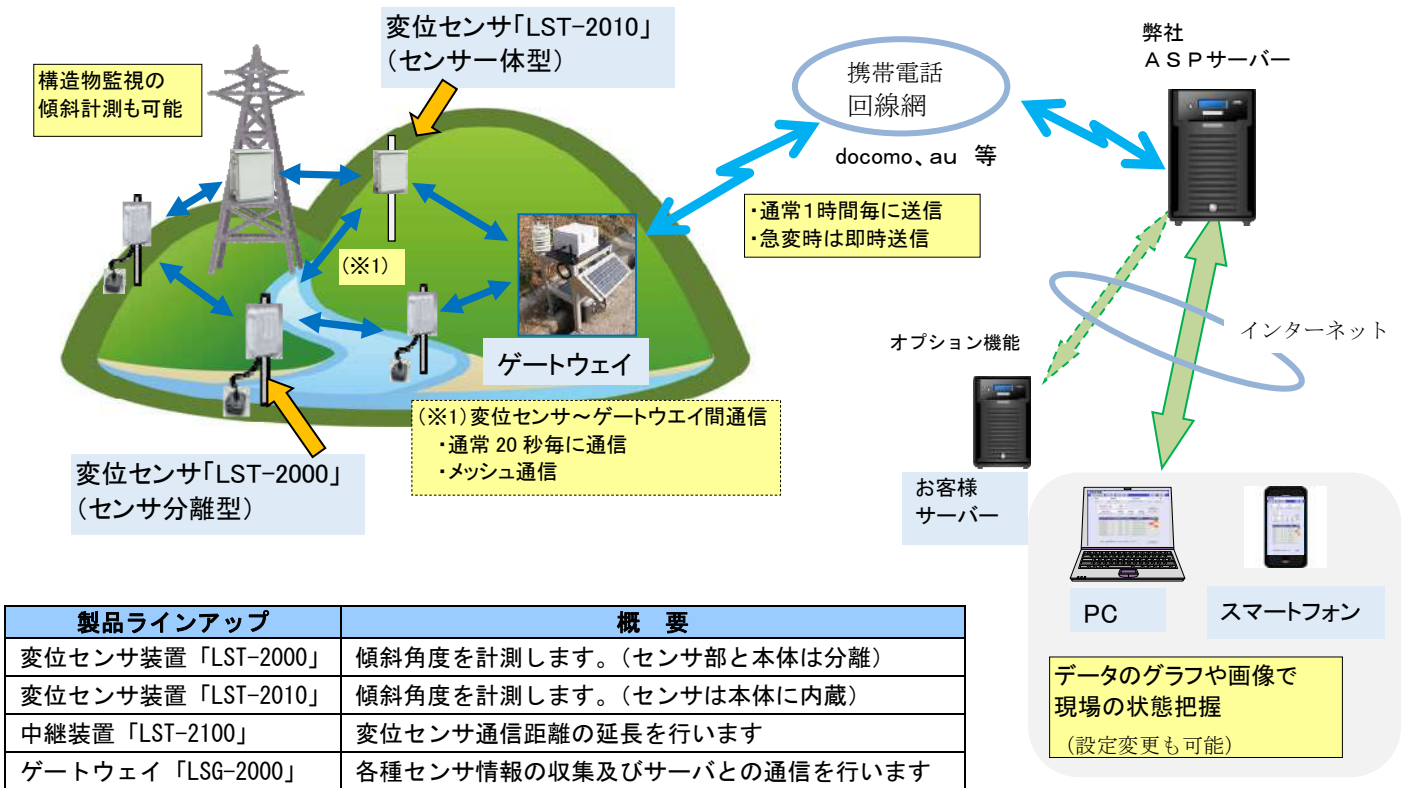 変位センサ「LST-2010」
（センサ一体型）
構造物監視の
傾斜計測も可能
弊社
ＡＳＰサーバー
携帯電話
回線網
docomo、au 等
・通常１時間毎に送信
・急変時は即時送信
（※1）
ゲートウェイ
オプション機能
インターネット
（※1）変位センサ～ゲートウエイ間通信
・通常 20 秒毎に通信
・メッシュ通信
変位センサ「LST-2000」
（センサ分離型）
お客様
サーバー
PC
スマートフォン
データのグラフや画像で
現場の状態把握
（設定変更も可能）
製品ラインアップ 概 要
変位センサ装置「LST-2000」 傾斜角度を計測します。（センサ部と本体は分離）
変位センサ装置「LST-2010」 傾斜角度を計測します。（センサは本体に内蔵）
中継装置「LST-2100」 変位センサ通信距離の延長を行います
ゲートウェイ「LSG-2000」 各種センサ情報の収集及びサーバとの通信を行います